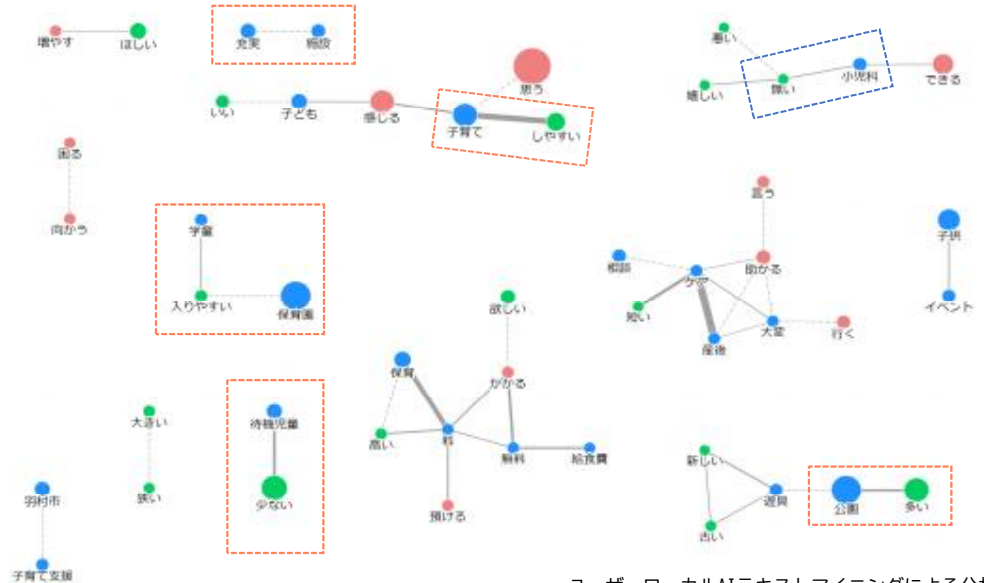 増やす
ほしい
充実
施設
悪い
嬉しい
無い
小児科
できる
思う
いい
子ども
感じる
子育て
しやすい
困る
向かう
学童
入りやすい
保育園
言う
相談
ケア
助かる
短い
産後
大変
行く
子供
イベント
欲しい
保育
かかる
高い
料
無料
給食費
預ける
大きい
狭い
待機児童
少ない
新しい
遊具
古い
公園
多い
羽村市
子育て支援